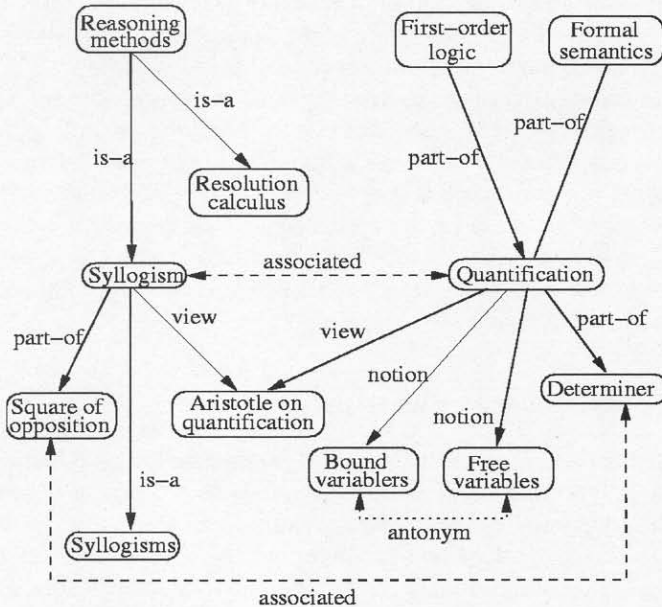 Reasoning
methods
First–order
logic
Formal
semantics
is–a
part–of
is–a
part–of
Resolution
calculus
Syllogism
associated
Quantification
part–of
view
view
part–of
notion
Square of
opposition
Aristotle on
quantification
notion
Determiner
Bound
variablers
Free
variables
is–a
antonym
Syllogisms
associated